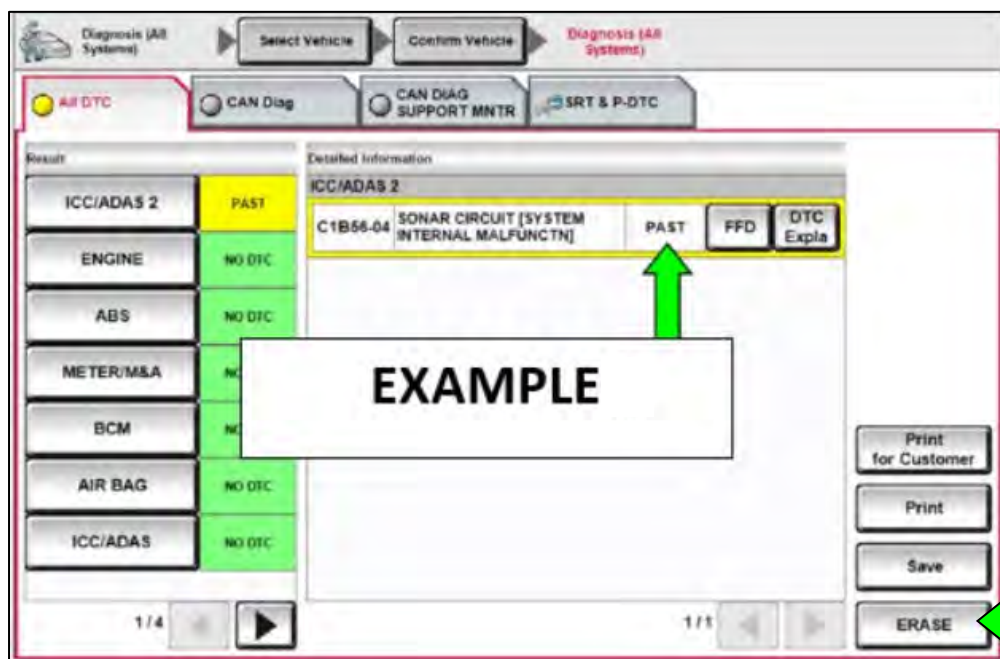 Diagnosis (All
Systems)
Select Vehicle
Confirm Vehicle
Diagnosis (All
Systems)
All DTC
CAN Diag
CAN DIAG
SUPPORT MNTR
SRT & P-DTC
Result
Detailed Information
ICC/ADAS 2
PAST
ICC/ADAS 2
C1B56-04
SONAR CIRCUIT [SYSTEM
INTERNAL MALFUNCTN]
PAST
FFD
DTC
Expla
ENGINE
NO DTC
ABS
NO DTC
METER/M&A
EXAMPLE
BCM
AIR BAG
NO DTC
ICC/ADAS
NO DTC
Print
for Customer
Print
Save
1/4
1/1
ERASE